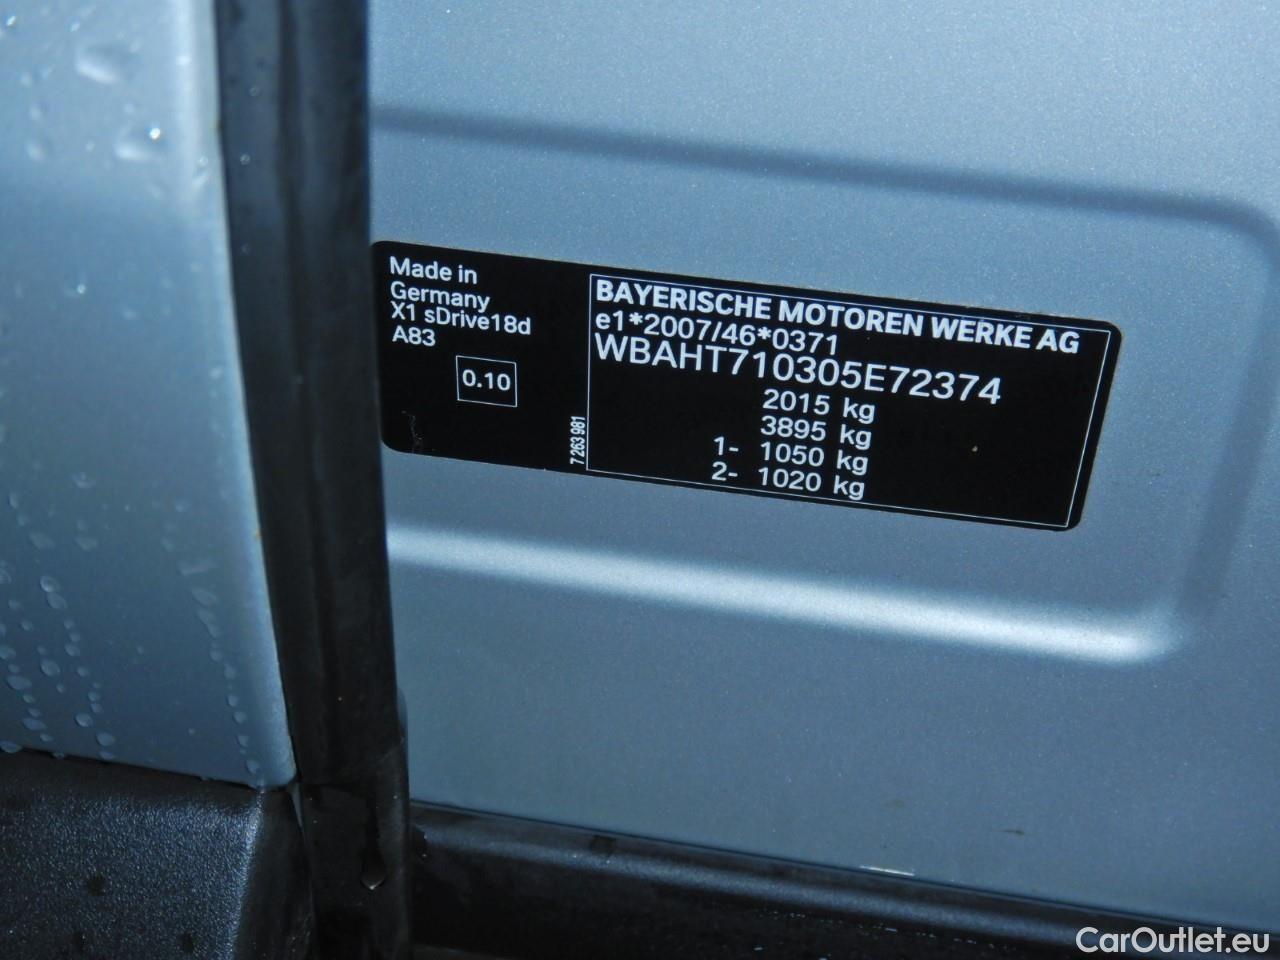 Made in
Germany
X1 sDrive18d
A83
0.10
7 263 981
BAYERISCHE MOTOREN WERKE AG
e1*2007/46*0371
WBAHT710305E72374
2015 kg
3895 kg
1- 1050 kg
2- 1020 kg
CarOutlet.eu